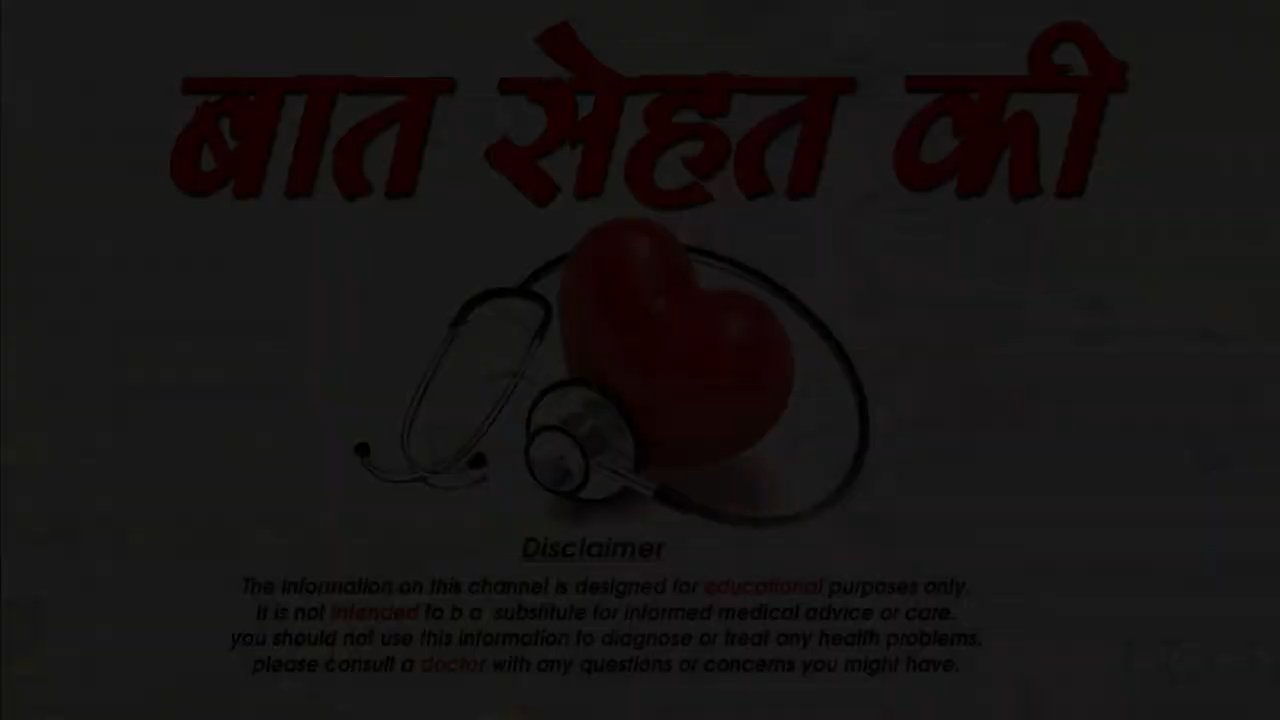 बात सेहत की
Disclaimer
The information on this channel is designed for educational purposes only.
It is not intended to b a substitute for informed medical advice or care.
you should not use this information to diagnose or treat any health problems.
please consult a doctor with any questions or concerns you might have.